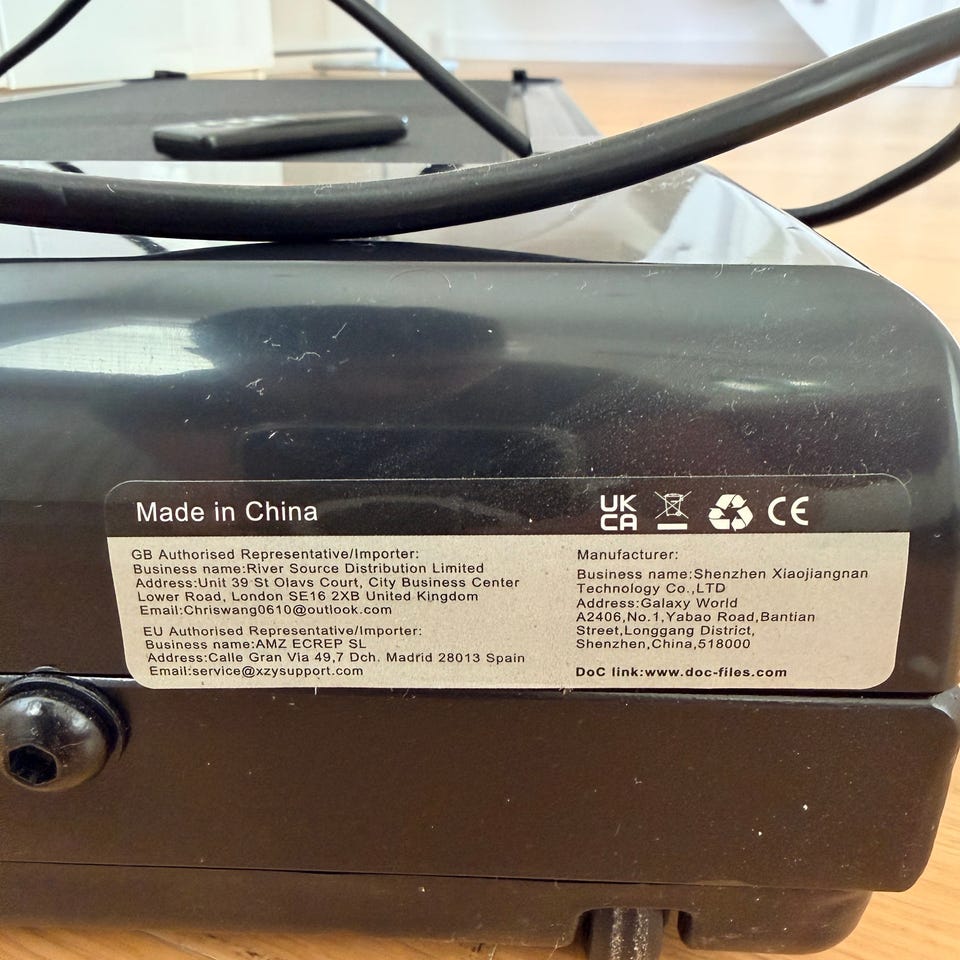 Made in China
UK
CA
CE
GB Authorised Representative/Importer:
Business name:River Source Distribution Limited
Address:Unit 39 St Olavs Court, City Business Center
Lower Road, London SE16 2XB United Kingdom
Email:Chriswang0610@outlook.com
EU Authorised Representative/Importer:
Business name:AMZ ECREP SL
Address:Calle Gran Via 49,7 Dch. Madrid 28013 Spain
Email:service@xzysupport.com
Manufacturer:
Business name:Shenzhen Xiaojiangnan
Technology Co.,LTD
Address:Galaxy World
A2406,No.1,Yabao Road,Bantian
Street,Longgang District,
Shenzhen,China,518000
DoC link:www.doc-files.com